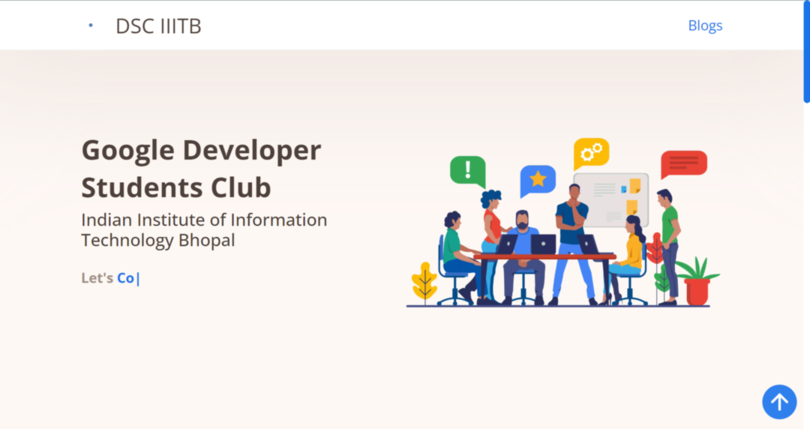 DSC IIITB
Blogs
Google Developer
Students Club
Indian Institute of Information
Technology Bhopal
Let's Co|
!